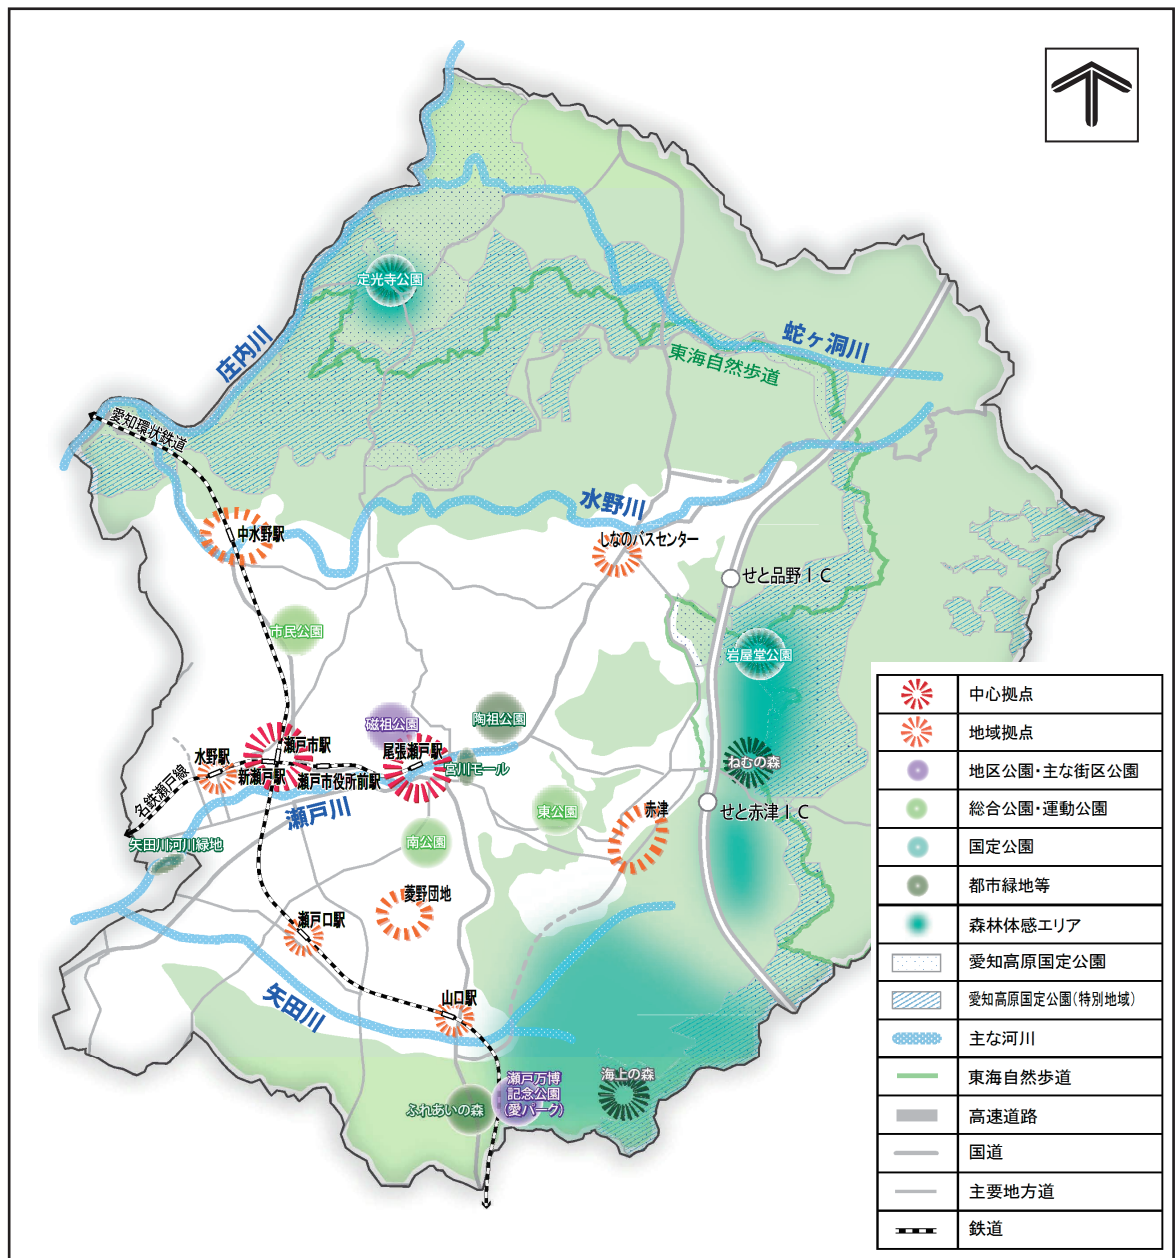 定光寺公園
庄内川
蛇ヶ洞川
東海自然歩道
愛知環状鉄道
水野川
中水野駅
しなのバスセンター
せと品野IC
市民公園
岩屋堂公園
磁祖公園
陶祖公園
瀬戸市駅
尾張瀬戸駅
水野駅
新瀬戸駅
瀬戸市役所前駅
宮川モール
ねむの森
名鉄瀬戸線
瀬戸川
東公園
赤津
せと赤津IC
矢田川河川緑地
南公園
菱野団地
瀬戸口駅
矢田川
山口駅
海上の森
瀬戸万博
記念公園
(愛パーク)
ふれあいの森
中心拠点
地域拠点
地区公園・主な街区公園
総合公園・運動公園
国定公園
都市緑地等
森林体感エリア
愛知高原国定公園
愛知高原国定公園(特別地域)
主な河川
東海自然歩道
高速道路
国道
主要地方道
鉄道